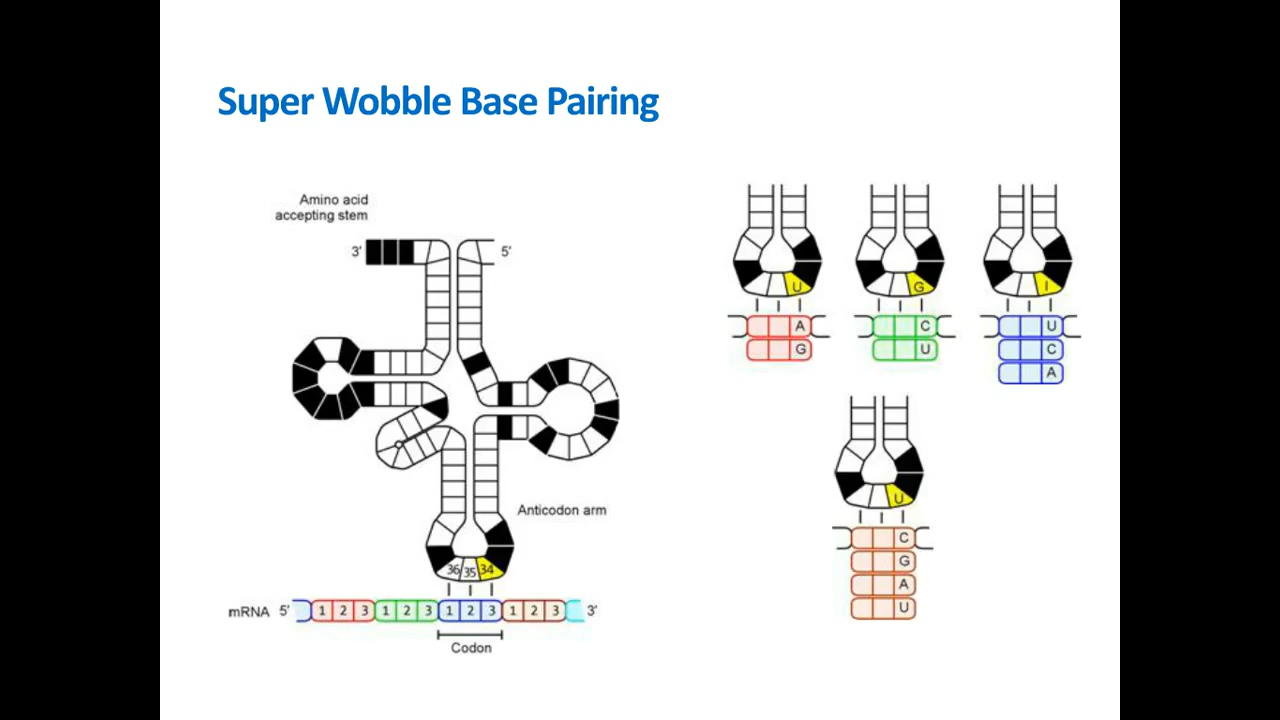 Super Wobble Base Pairing
Amino acid
accepting stem
3' 5'
Anticodon arm
36 35 34
mRNA 5' 1 2 3 1 2 3 1 2 3 1 2 3 3'
Codon
U G I
A C U
G U C
A
U
C
G
A
U